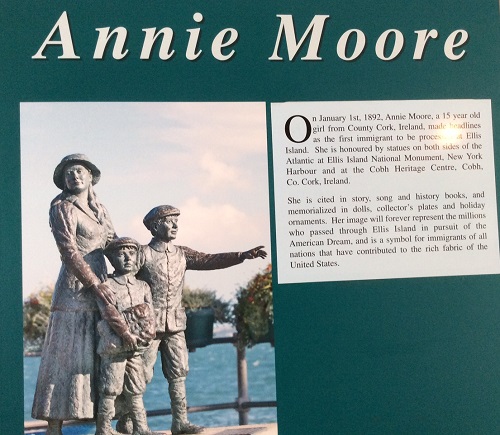 Annie Moore
On January 1st, 1892, Annie Moore, a 15 year old
girl from County Cork, Ireland, made headlines
as the first immigrant to be processed at Ellis
Island. She is honoured by statues on both sides of the
Atlantic at Ellis Island National Monument, New York
Harbour and at the Cobh Heritage Centre, Cobh,
Co. Cork, Ireland.
She is cited in story, song and history books, and
memorialized in dolls, collector's plates and holiday
ornaments. Her image will forever represent the millions
who passed through Ellis Island in pursuit of the
American Dream, and is a symbol for immigrants of all
nations that have contributed to the rich fabric of the
United States.